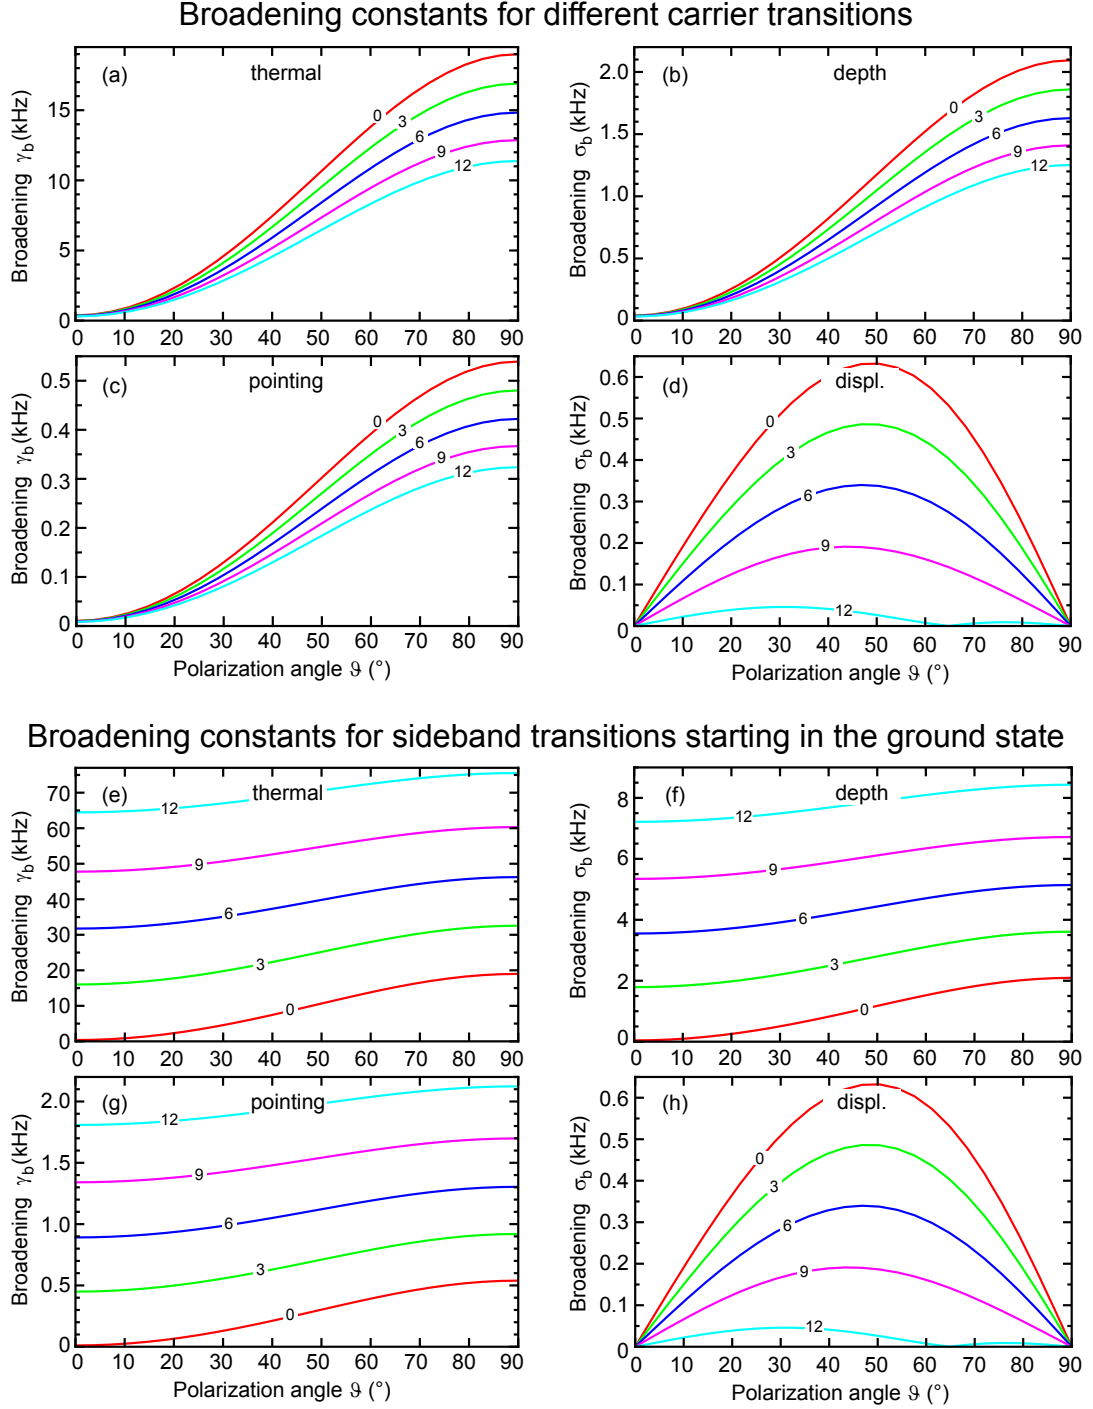 Broadening constants for different carrier transitions
(a) thermal
Broadening γb(kHz)
15
10
5
0
0 3 6 9 12
0 10 20 30 40 50 60 70 80 90
(b) depth
Broadening σb(kHz)
2.0
1.5
1.0
0.5
0
0 3 6 9 12
0 10 20 30 40 50 60 70 80 90
(c) pointing
Broadening γb(kHz)
0.5
0.4
0.3
0.2
0.1
0
0 3 6 9 12
0 10 20 30 40 50 60 70 80 90
Polarization angle ϑ (°)
(d) displ.
Broadening σb(kHz)
0.6
0.5
0.4
0.3
0.2
0.1
0
0 3 6 9 12
0 10 20 30 40 50 60 70 80 90
Polarization angle ϑ (°)
Broadening constants for sideband transitions starting in the ground state
(e) thermal
Broadening γb(kHz)
70
60
50
40
30
20
10
0
12 9 6 3 0
0 10 20 30 40 50 60 70 80 90
(f) depth
Broadening σb(kHz)
8
6
4
2
0
12 9 6 3 0
0 10 20 30 40 50 60 70 80 90
(g) pointing
Broadening γb(kHz)
2.0
1.5
1.0
0.5
0
12 9 6 3 0
0 10 20 30 40 50 60 70 80 90
Polarization angle ϑ (°)
(h) displ.
Broadening σb(kHz)
0.6
0.5
0.4
0.3
0.2
0.1
0
0 3 6 9 12
0 10 20 30 40 50 60 70 80 90
Polarization angle ϑ (°)